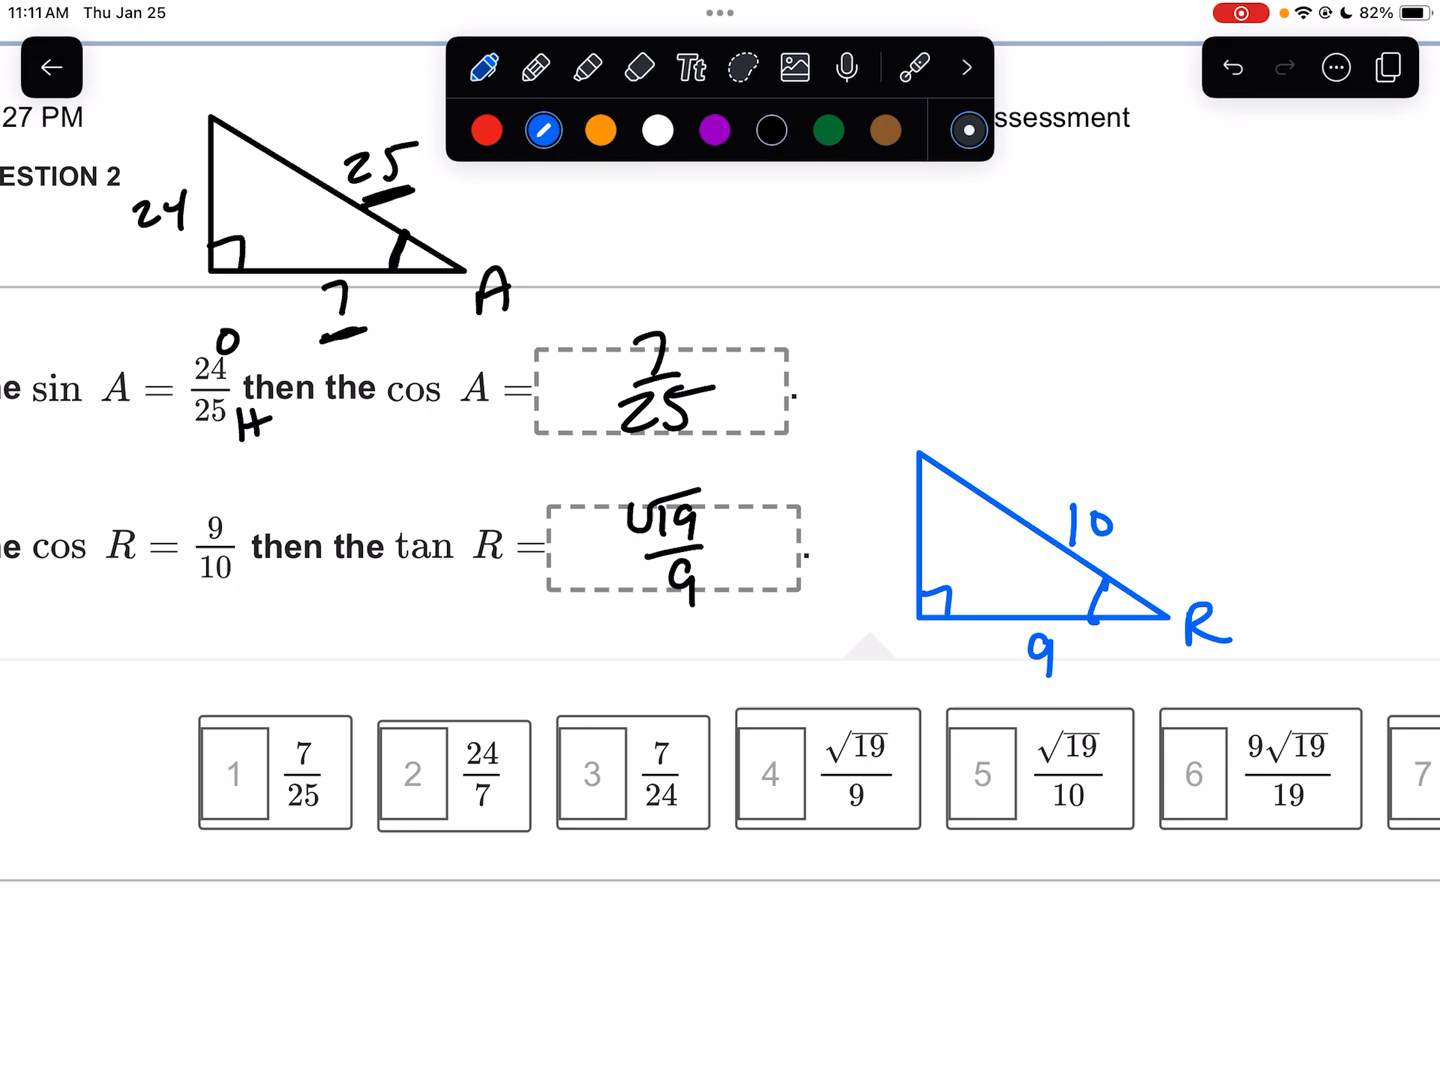 11:11 AM Thu Jan 25
82%
Tt
27 PM
ssessment
ESTION 2
25
24
7
A
O
e sin A = 24/25 then the cos A = 7/25 .
H
e cos R = 9/10 then the tan R = √19/9 .
10
9
R
1 7/25 2 24/7 3 7/24 4 √19/9 5 √19/10 6 9√19/19 7